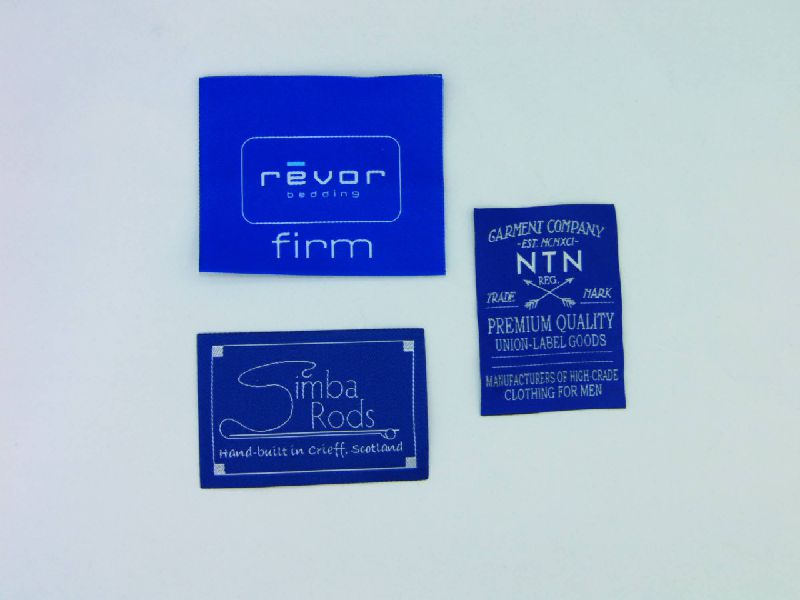 rēvor
bedding
firm
GARMENT COMPANY
-EST. MCMXCI-
NTN
REG.
TRADE MARK
PREMIUM QUALITY
UNION-LABEL GOODS
MANUFACTURERS OF HIGH-GRADE
CLOTHING FOR MEN
Simba
Rods
Hand-built in Crieff, Scotland